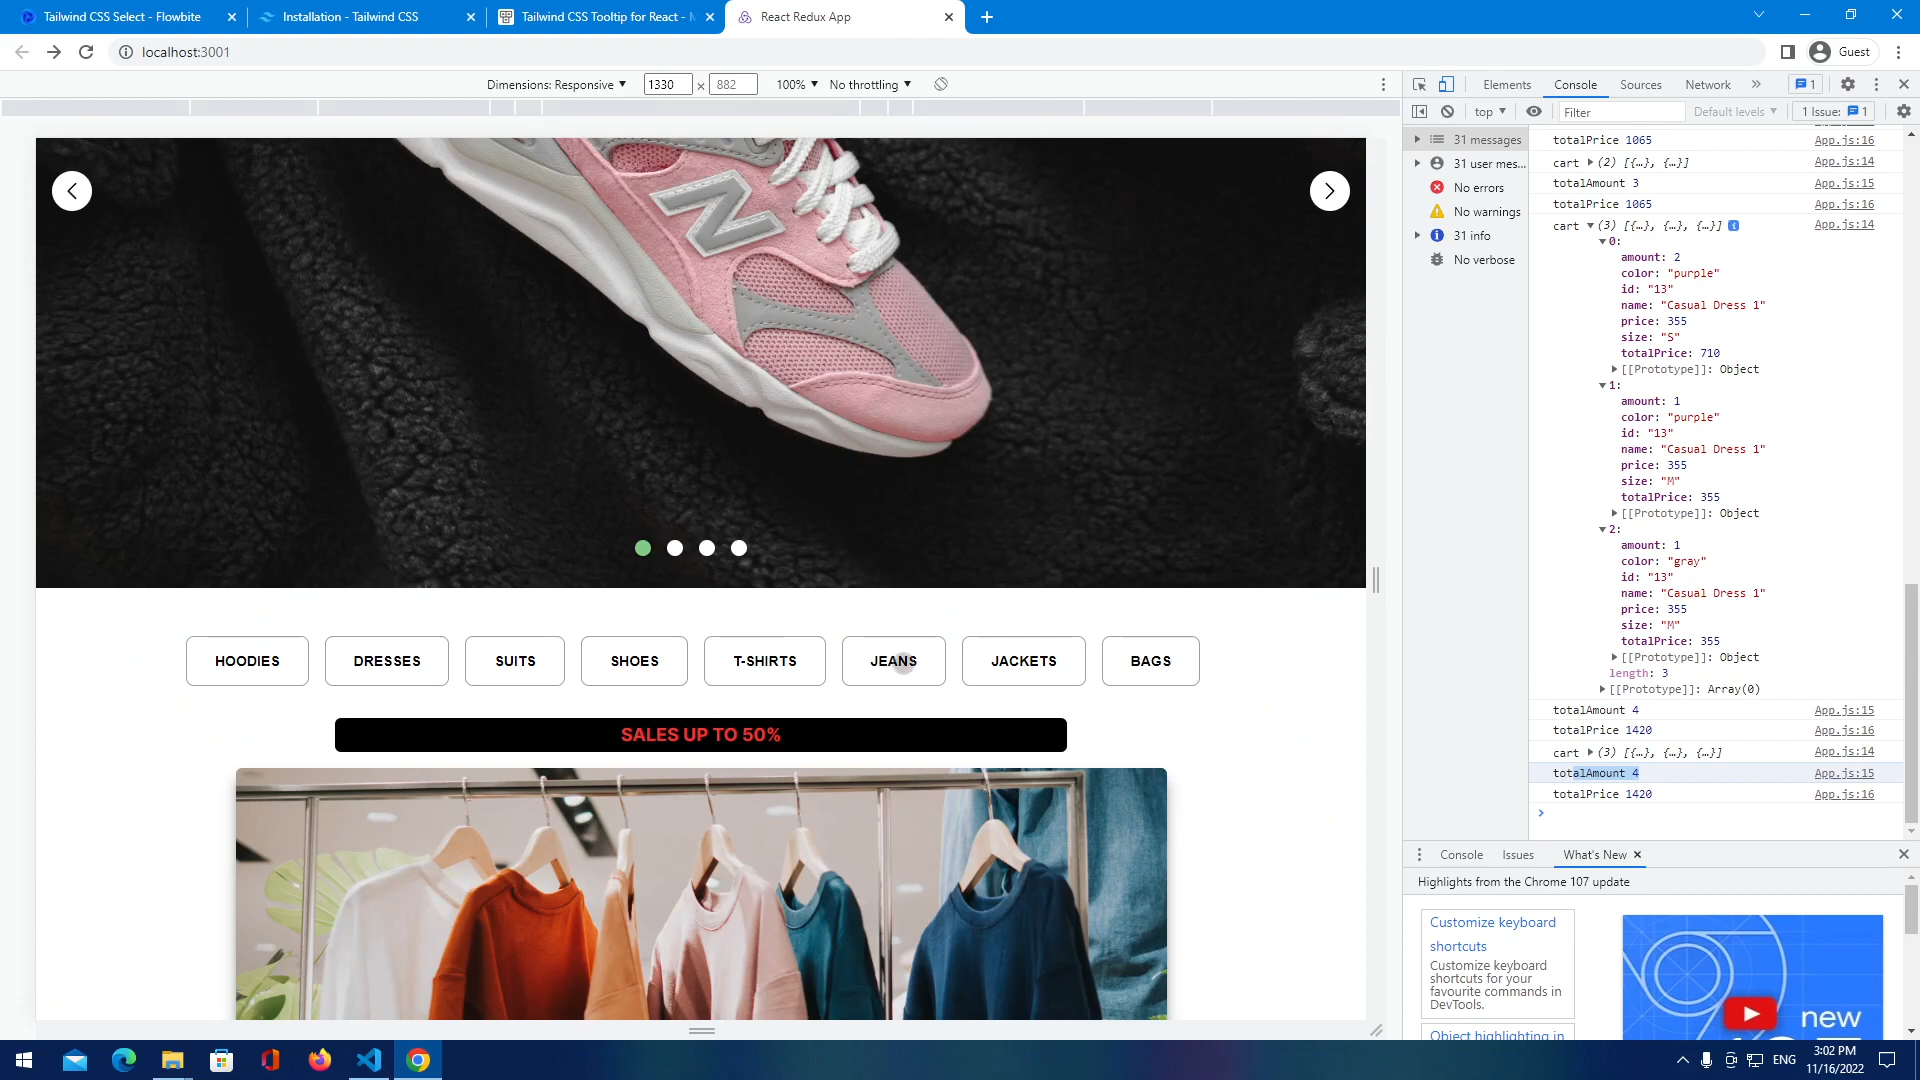 Tailwind CSS Select - Flowbite
Installation - Tailwind CSS
Tailwind CSS Tooltip for React -
React Redux App
localhost:3001
Guest
Dimensions: Responsive
1330 × 882
100%
No throttling
Elements
Console
Sources
Network
1
top
Filter
Default levels
1 Issue: 1
31 messages
31 user mes...
No errors
No warnings
31 info
No verbose
totalPrice 1065 App.js:16
cart (2) [{…}, {…}] App.js:14
totalAmount 3 App.js:15
totalPrice 1065 App.js:16
cart (3) [{…}, {…}, {…}] i App.js:14
0:
amount: 2
color: "purple"
id: "13"
name: "Casual Dress 1"
price: 355
size: "S"
totalPrice: 710
[[Prototype]]: Object
1:
amount: 1
color: "purple"
id: "13"
name: "Casual Dress 1"
price: 355
size: "M"
totalPrice: 355
[[Prototype]]: Object
2:
amount: 1
color: "gray"
id: "13"
name: "Casual Dress 1"
price: 355
size: "M"
totalPrice: 355
[[Prototype]]: Object
length: 3
[[Prototype]]: Array(0)
totalAmount 4 App.js:15
totalPrice 1420 App.js:16
cart (3) [{…}, {…}, {…}] App.js:14
totalAmount 4 App.js:15
totalPrice 1420 App.js:16
N
HOODIES
DRESSES
SUITS
SHOES
T-SHIRTS
JEANS
JACKETS
BAGS
SALES UP TO 50%
Console
Issues
What's New
Highlights from the Chrome 107 update
Customize keyboard
shortcuts
Customize keyboard
shortcuts for your
favourite commands in
DevTools.
Object highlighting in
new
ENG
3:02 PM
11/16/2022